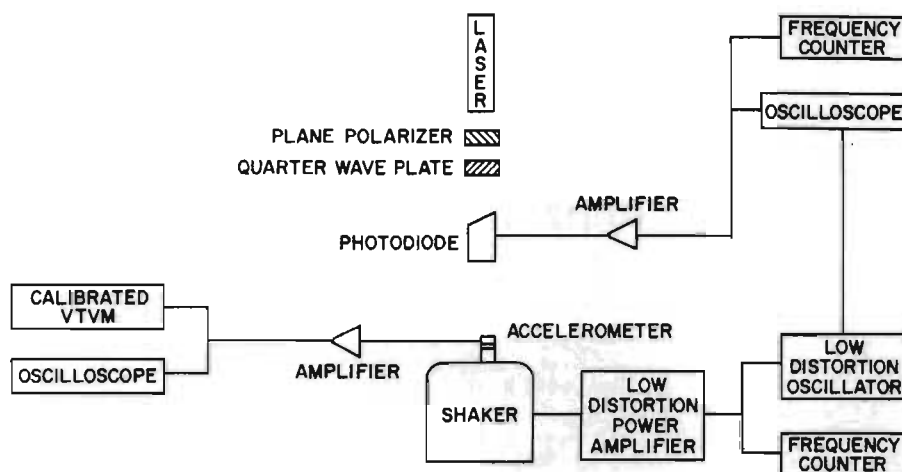 LASER
FREQUENCY
COUNTER
OSCILLOSCOPE
PLANE POLARIZER
QUARTER WAVE PLATE
AMPLIFIER
PHOTODIODE
CALIBRATED
VTVM
ACCELEROMETER
OSCILLOSCOPE
AMPLIFIER
SHAKER
LOW
DISTORTION
POWER
AMPLIFIER
LOW
DISTORTION
OSCILLATOR
FREQUENCY
COUNTER